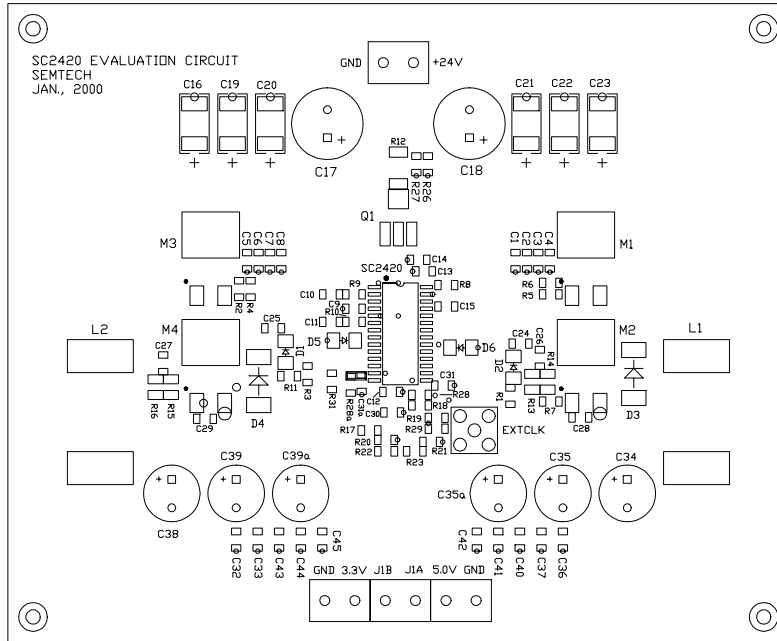 SC2420 EVALUATION CIRCUIT
SEMTECH
JAN., 2000
GND +24V
C16 C19 C20
C21 C22 C23
C17
C18
R12
R27
R26
Q1
M3
M1
C5
C6
C7
C8
C1
C2
C3
C4
C14
SC2420
C13
R2
R4
C10
R9
R8
R6
R5
C9
R10
C15
C11
C25
L2
M4
D5
D6
C24
C26
M2
L1
C27
D1
D2
R14
R11
R3
R31
C31
R28
R1
R13
R7
R16
R15
R28a
C31a
C12
R18
C30
R19
C29
D4
R17
R29
EXTCLK
C28
D3
R20
R21
R22
R23
C39
C39a
C35
C34
C38
C35a
C32
C33
C43
C44
C45
C42
C41
C40
C37
C36
GND 3.3V J1B J1A 5.0V GND